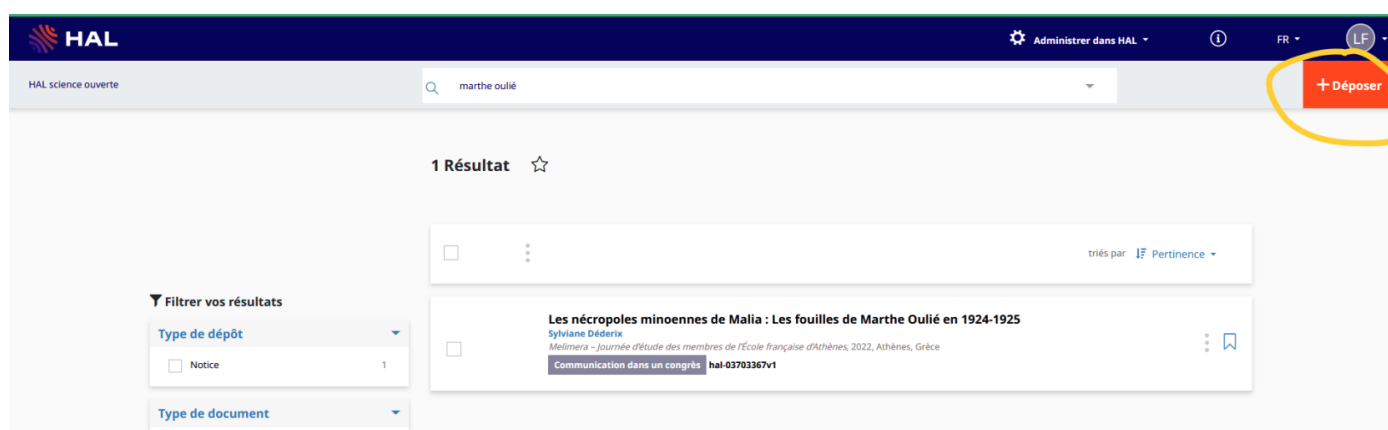 HAL
Administrer dans HAL
FR
LF
HAL science ouverte
marthe oulié
+ Déposer
1 Résultat
triés par Pertinence
Filtrer vos résultats
Type de dépôt
Notice 1
Type de document
Les nécropoles minoennes de Malia : Les fouilles de Marthe Oulié en 1924-1925
Sylviane Déderix
Melimera – Journée d'étude des membres de l'École française d'Athènes, 2022, Athènes, Grèce
Communication dans un congrès hal-03703367v1